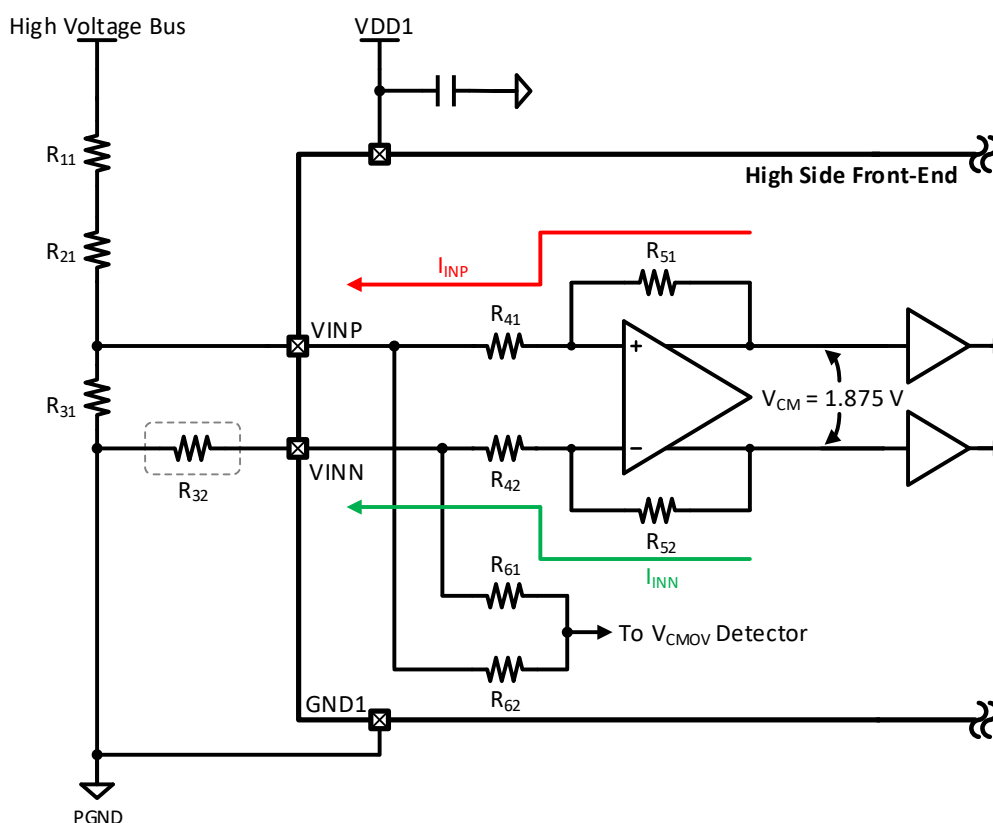 High Voltage Bus
VDD1
R11
High Side Front-End
R21
IINP
R51
R41
VINP
+
R31
VCM = 1.875 V
−
R32
VINN
R42
R52
R61
IINN
To VCMOV Detector
R62
GND1
PGND